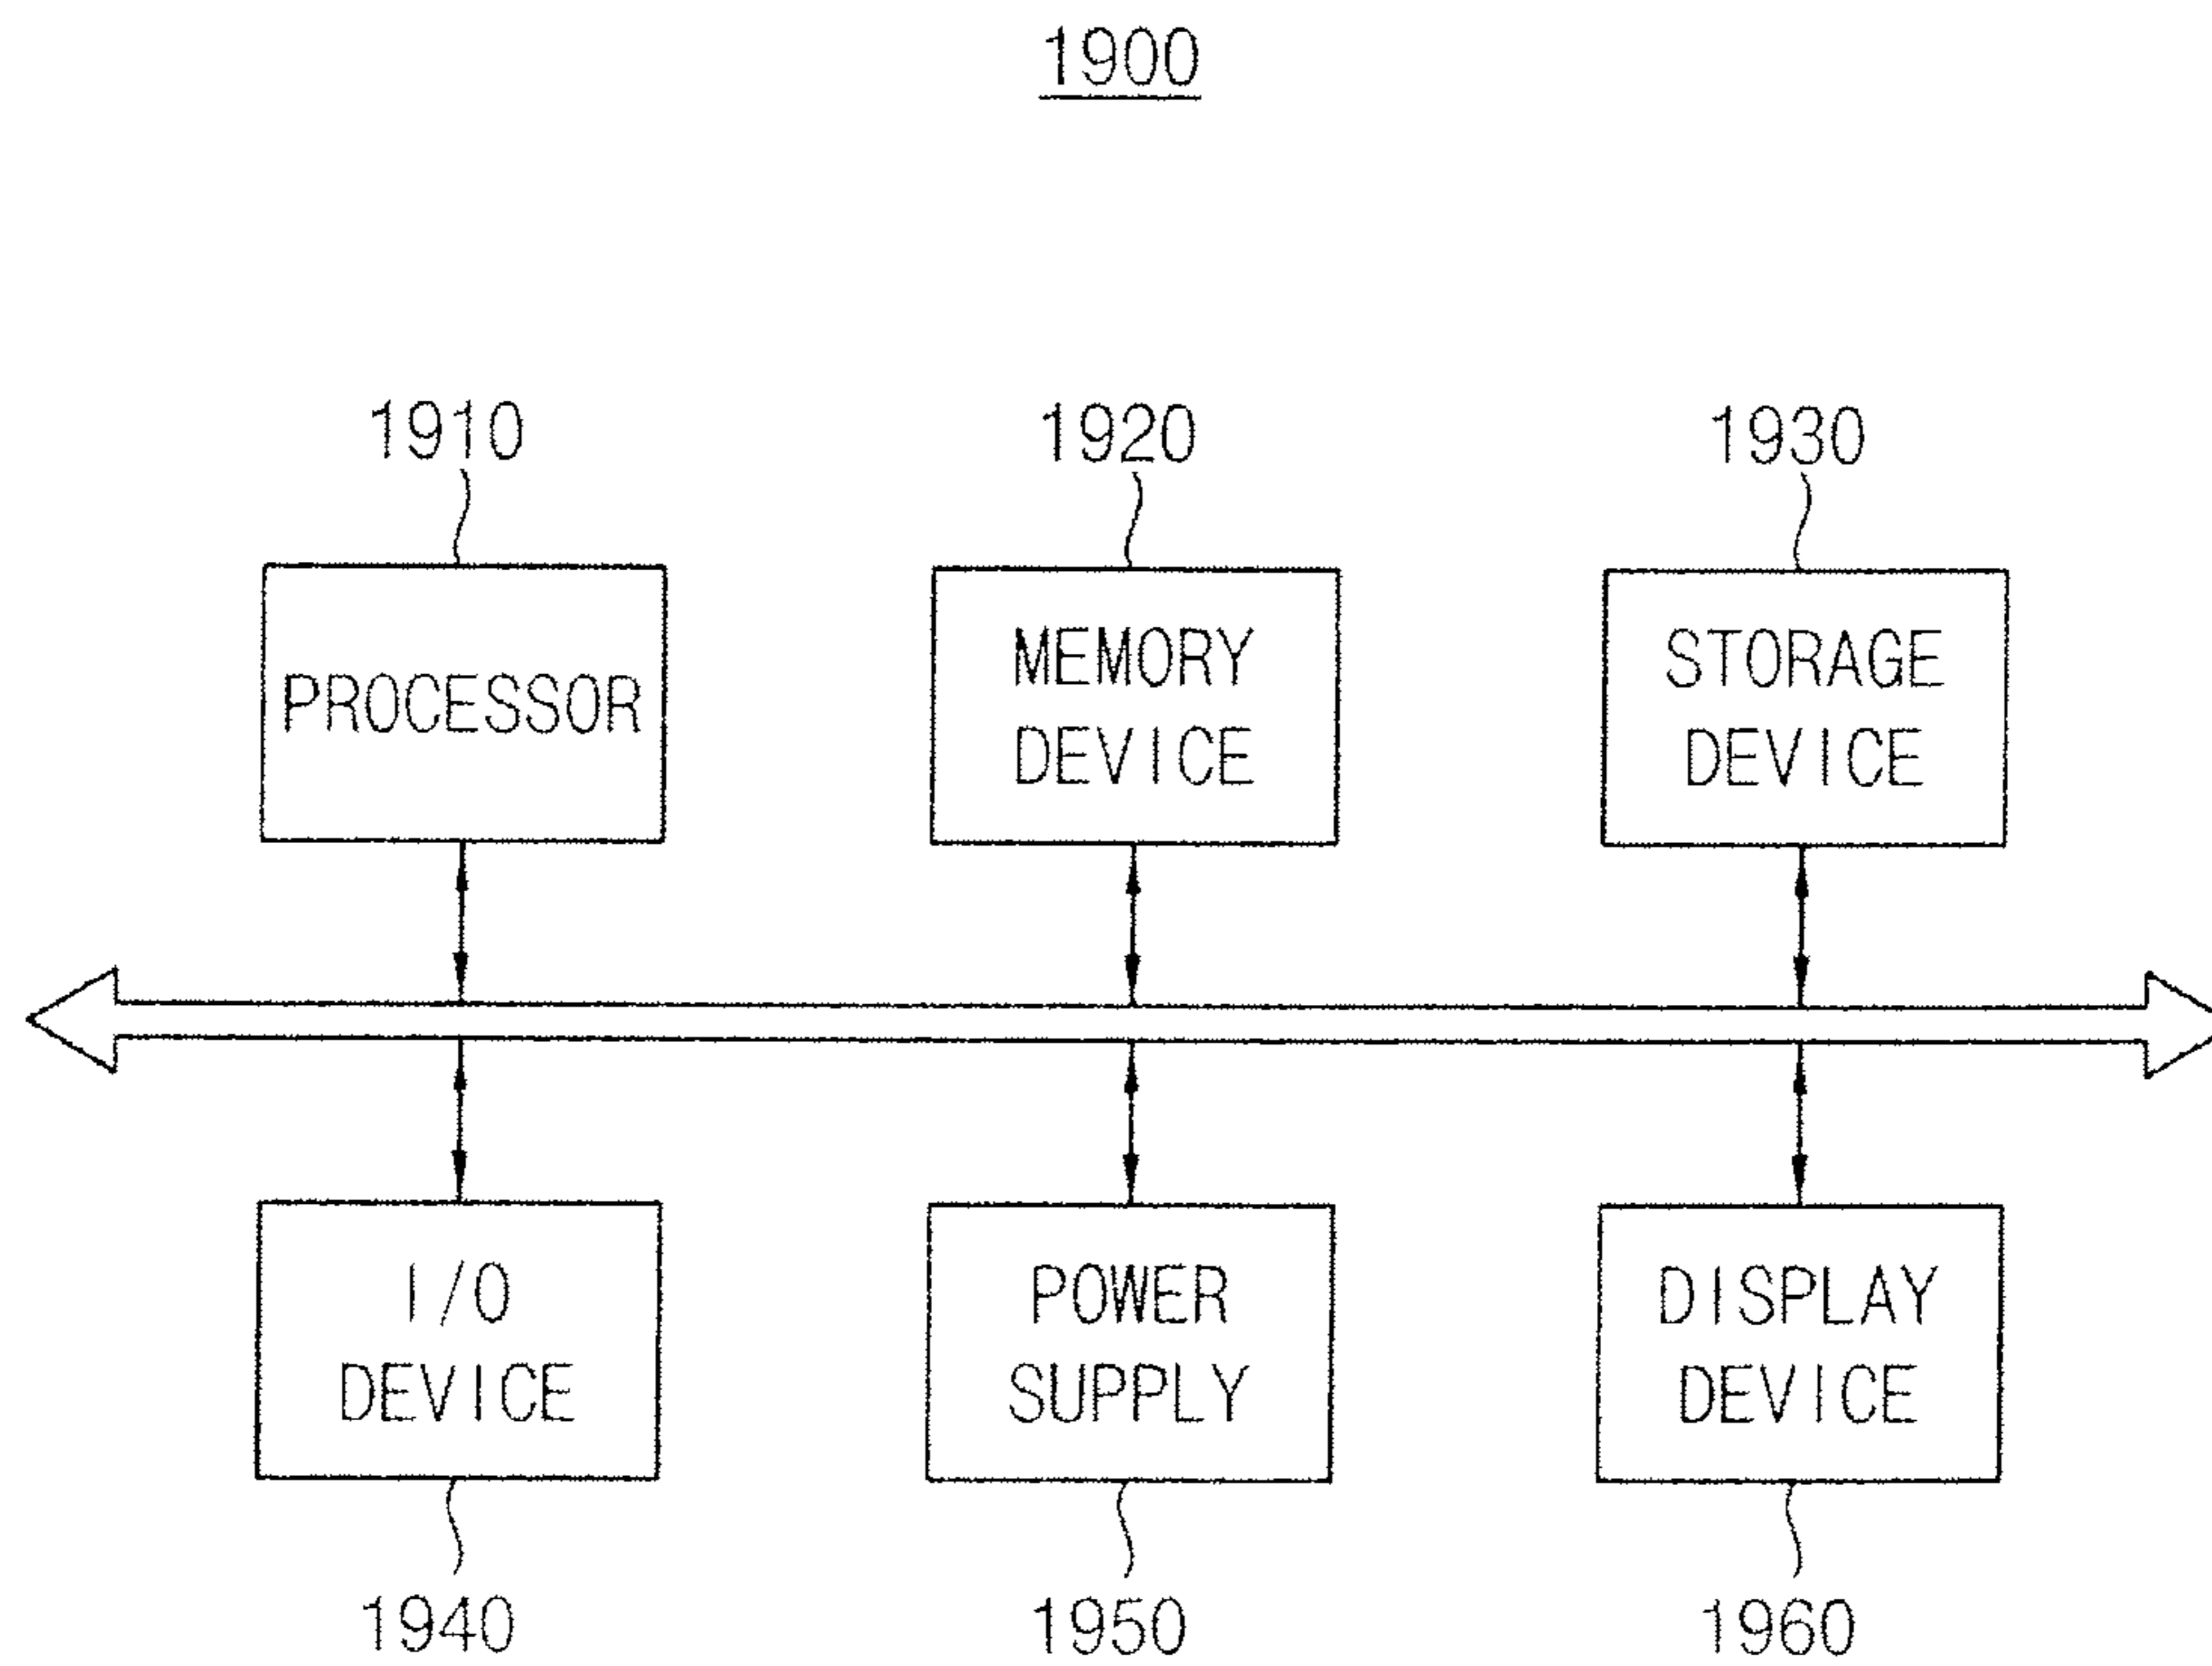 1900
1910
1920
1930
PROCESSOR
MEMORY
DEVICE
STORAGE
DEVICE
I/O
DEVICE
POWER
SUPPLY
DISPLAY
DEVICE
1940
1950
1960